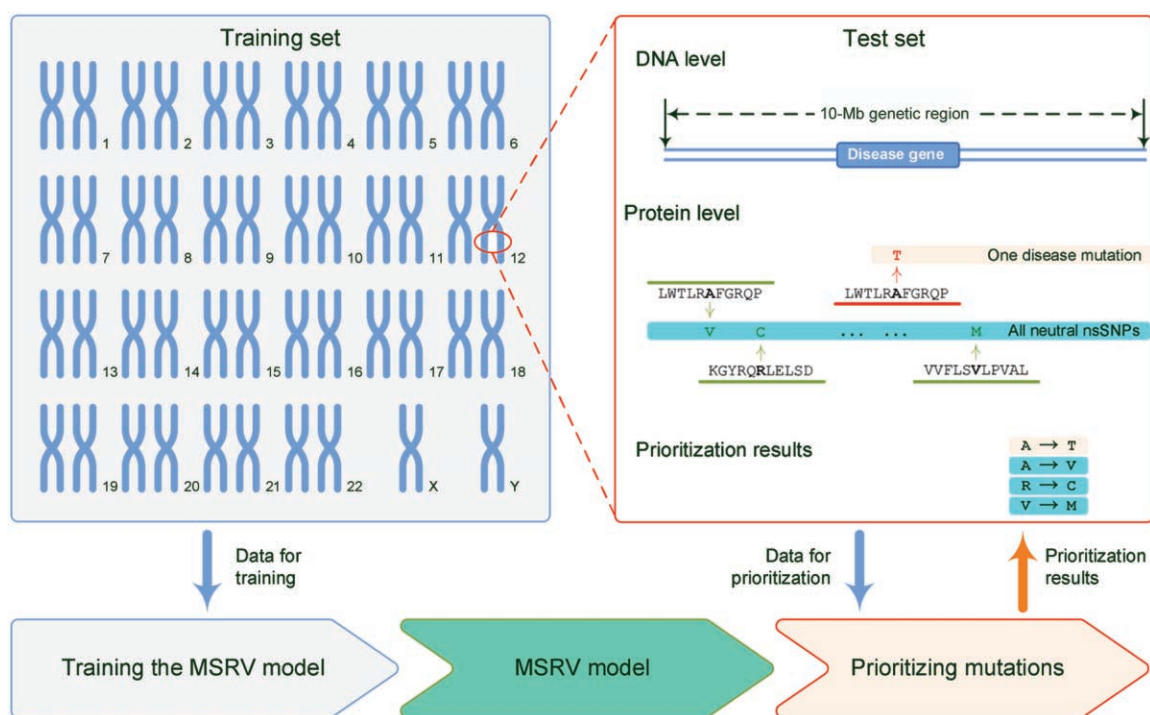 Training set
1 2 3 4 5 6
7 8 9 10 11 12
13 14 15 16 17 18
19 20 21 22 X Y
Test set
DNA level
10-Mb genetic region
Disease gene
Protein level
T One disease mutation
LWTLRAFGRQP LWTLRAFGRQP
V C ... ... M All neutral nsSNPs
KGYRQRLELSD VVFLSVLPVAL
Prioritization results
A → T
A → V
R → C
V → M
Data for
training
Data for
prioritization
Prioritization
results
Training the MSRV model
MSRV model
Prioritizing mutations